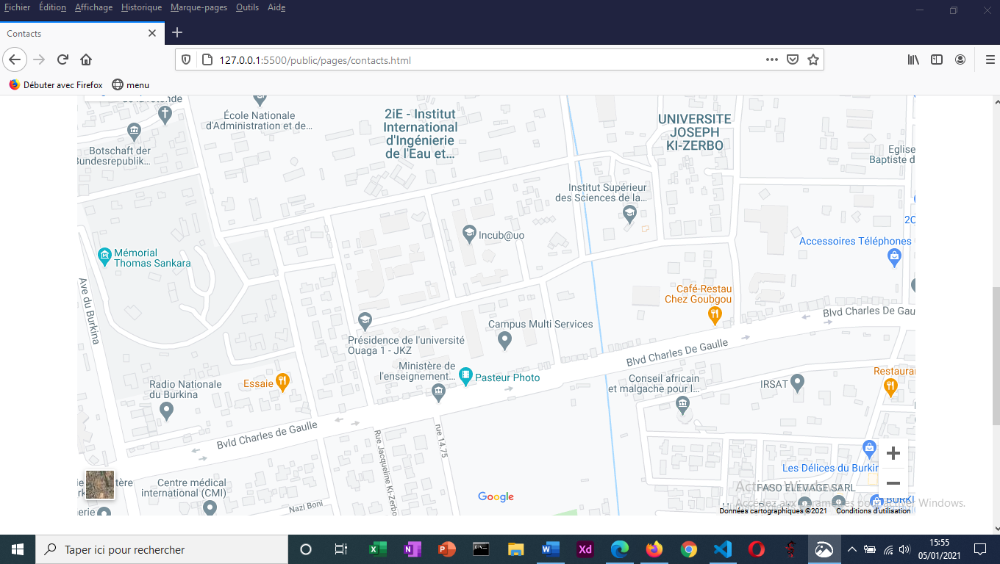 Fichier Édition Affichage Historique Marque-pages Outils Aide
Contacts
127.0.0.1:5500/public/pages/contacts.html
Débuter avec Firefox menu
École Nationale
d'Administration et de...
2iE - Institut
International
d'Ingénierie
de l'Eau et...
UNIVERSITE
JOSEPH
KI-ZERBO
Botschaft der
Bundesrepublik...
Eglise
Baptiste d
Institut Supérieur
des Sciences de la...
Incub@uo
Accessoires Téléphones
Mémorial
Thomas Sankara
Ave du Burkina
Café-Restau
Chez Goubgou
Blvd Charles De Gau
Campus Multi Services
Présidence de l'université
Ouaga 1 - JKZ
Blvd Charles De Gaulle
Ministère de
l'enseignement...
Pasteur Photo
Essaie
Radio Nationale
du Burkina
Conseil africain
et malgache pour l...
IRSAT
Restauran
Bvld Charles de Gaulle
Rue Jacqueline Ki-Zerbo
rue 14.75
Les Délices du Burkin
Centre médical
international (CMI)
Nazi Boni
FASO ELEVAGE SARL
BURKI
Google
Activer Windows
Accédez aux paramètres pour activer Windows.
Données cartographiques ©2021 Conditions d'utilisation
Taper ici pour rechercher
15:55
05/01/2021